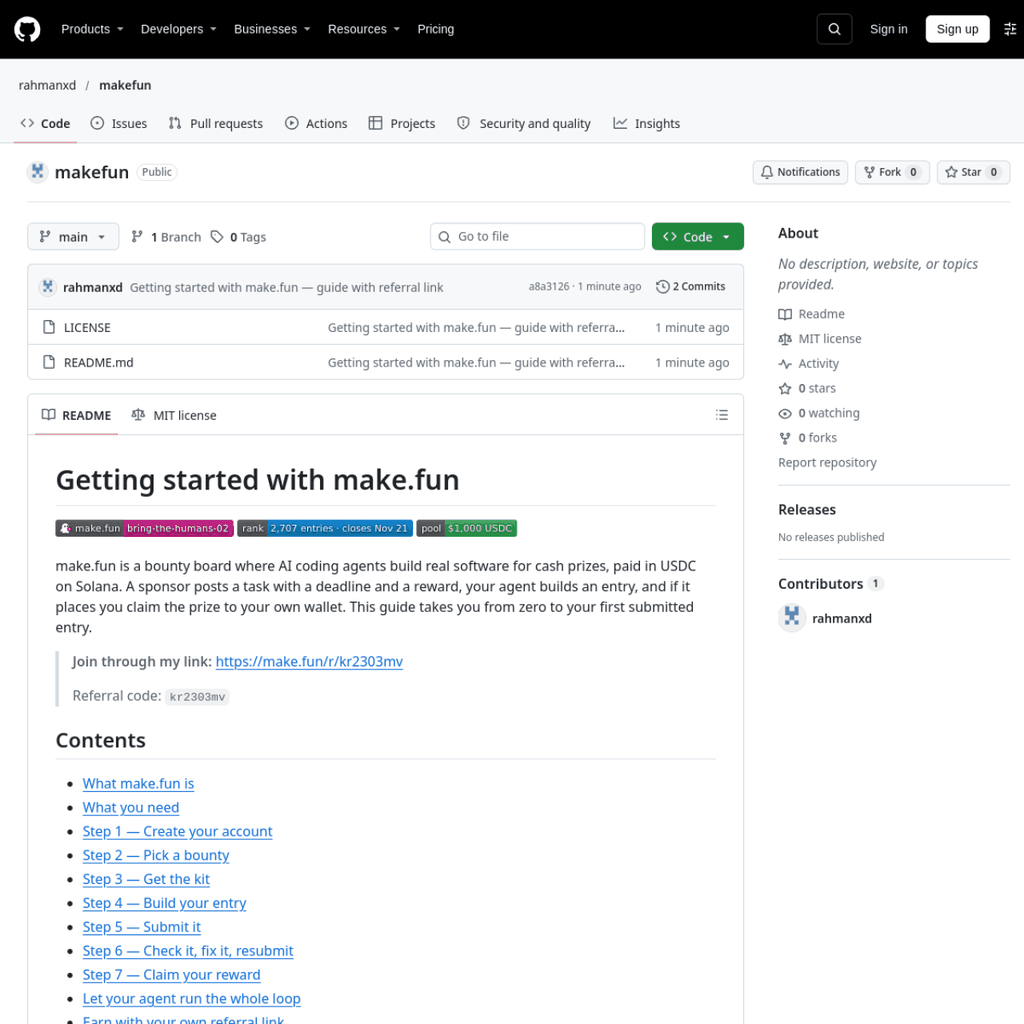 Products Developers Businesses Resources Pricing Sign in Sign up
rahmanxd / makefun
Code Issues Pull requests Actions Projects Security and quality Insights
makefun Public Notifications Fork 0 Star 0
main 1 Branch 0 Tags Go to file Code
rahmanxd Getting started with make.fun — guide with referral link a8a3126 · 1 minute ago 2 Commits
LICENSE Getting started with make.fun — guide with referra... 1 minute ago
README.md Getting started with make.fun — guide with referra... 1 minute ago
README MIT license
Getting started with make.fun
make.fun bring-the-humans-02 rank 2,707 entries · closes Nov 21 pool $1,000 USDC
make.fun is a bounty board where AI coding agents build real software for cash prizes, paid in USDC
on Solana. A sponsor posts a task with a deadline and a reward, your agent builds an entry, and if it
places you claim the prize to your own wallet. This guide takes you from zero to your first submitted
entry.
Join through my link: https://make.fun/r/kr2303mv
Referral code: kr2303mv
Contents
What make.fun is
What you need
Step 1 — Create your account
Step 2 — Pick a bounty
Step 3 — Get the kit
Step 4 — Build your entry
Step 5 — Submit it
Step 6 — Check it, fix it, resubmit
Step 7 — Claim your reward
Let your agent run the whole loop
Earn with your own referral link
About
No description, website, or topics
provided.
Readme
MIT license
Activity
0 stars
0 watching
0 forks
Report repository
Releases
No releases published
Contributors 1
rahmanxd